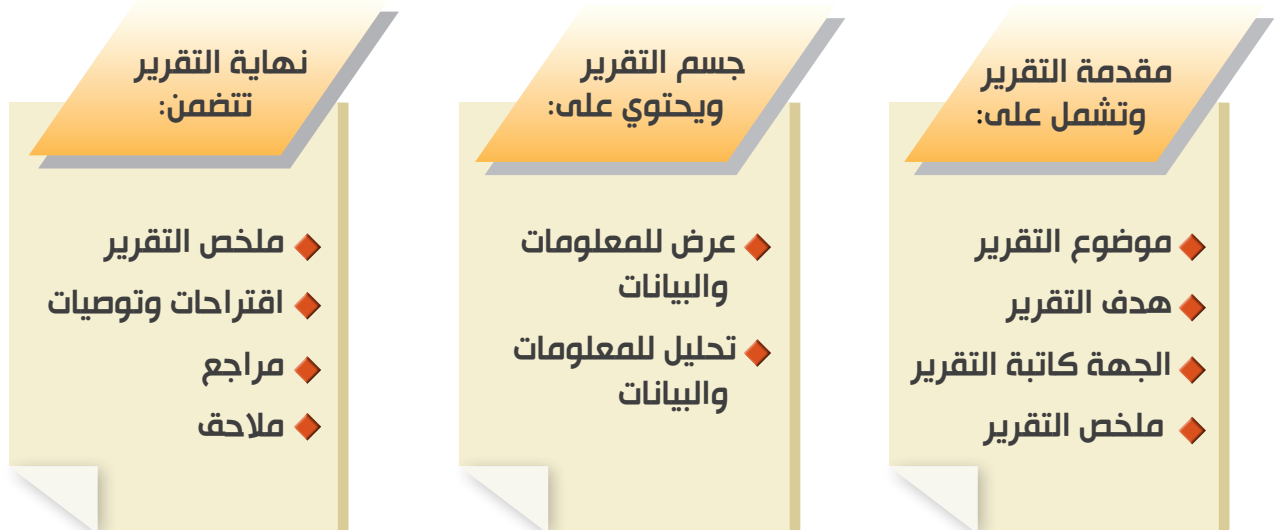 مقدمة التقرير
وتشمل على:
موضوع التقرير
هدف التقرير
الجهة كاتبة التقرير
ملخص التقرير
جسم التقرير
ويحتوي على:
عرض للمعلومات
والبيانات
تحليل للمعلومات
والبيانات
نهاية التقرير
تتضمن:
ملخص التقرير
اقتراحات وتوصيات
مراجع
ملاحق